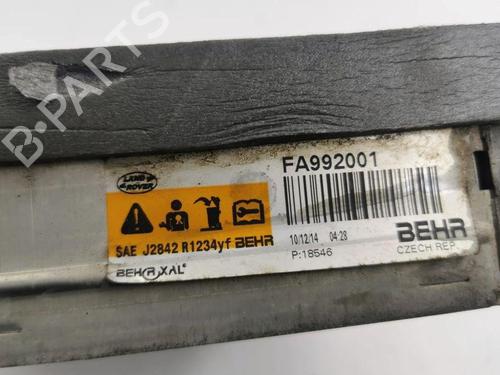 B-PARTS
LAND
ROVER
FA992001
SAE J2842 R1234yf BEHR
BEHR XAL®
10/12/14 04:28
P:18546
BEHR
CZECH REP.